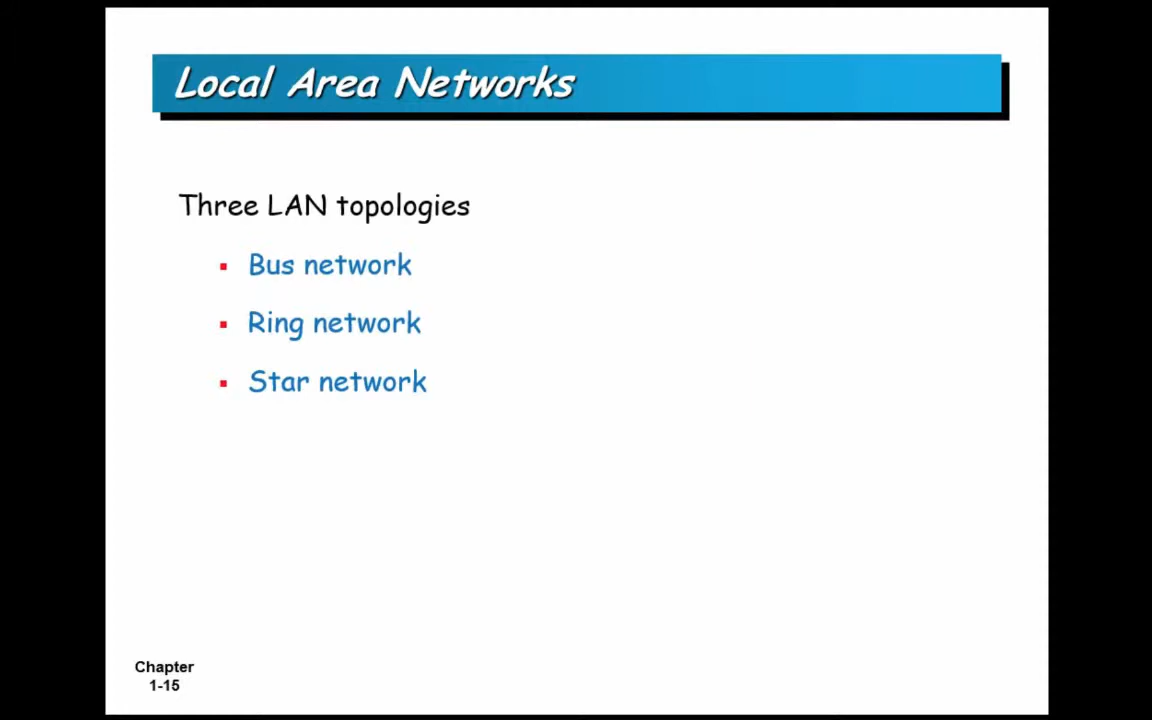 Local Area Networks
Three LAN topologies
▪ Bus network
▪ Ring network
▪ Star network
Chapter
1-15